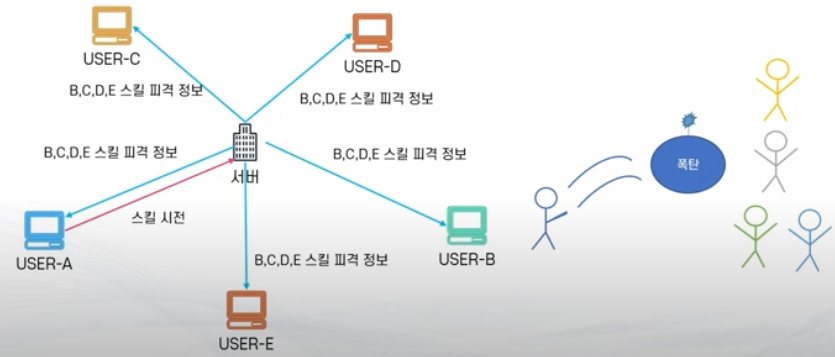 USER-C
USER-D
B,C,D,E 스킬 피격 정보
B,C,D,E 스킬 피격 정보
B,C,D,E 스킬 피격 정보
B,C,D,E 스킬 피격 정보
서버
폭탄
스킬 시전
USER-A
B,C,D,E 스킬 피격 정보
USER-B
USER-E